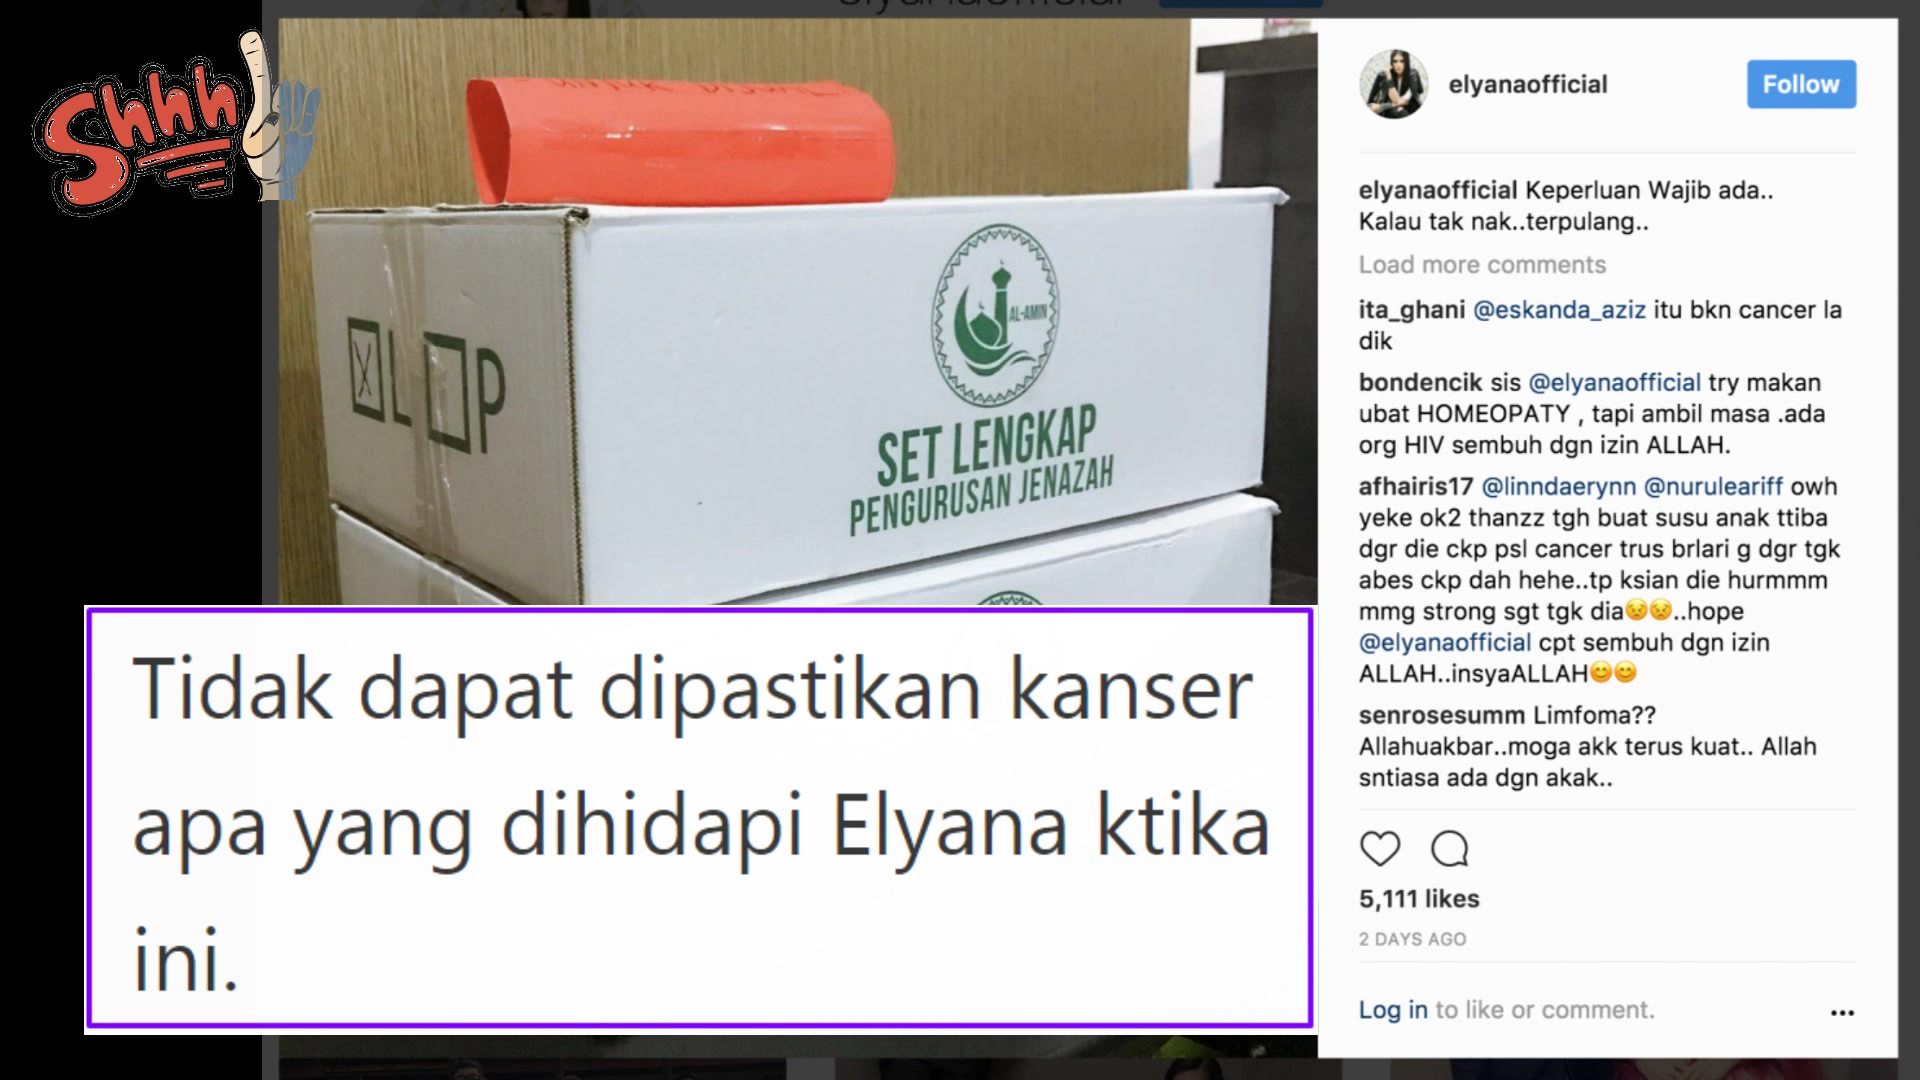 elyanaofficial
Shhh
elyanaofficial
Follow
elyanaofficial Keperluan Wajib ada..
Kalau tak nak..terpulang..
Load more comments
ita_ghani @eskanda_aziz itu bkn cancer la
dik
bondencik sis @elyanaofficial try makan
ubat HOMEOPATY , tapi ambil masa .ada
org HIV sembuh dgn izin ALLAH.
afhairis17 @linndaerynn @nuruleariff owh
yeke ok2 thanzz tgh buat susu anak ttiba
dgr die ckp psl cancer trus brlari g dgr tgk
abes ckp dah hehe..tp ksian die hurmmm
mmg strong sgt tgk dia😣😣..hope
@elyanaofficial cpt sembuh dgn izin
ALLAH..insyaALLAH😊😊
senrosesumm Limfoma??
Allahuakbar..moga akk terus kuat.. Allah
sntiasa ada dgn akak..
5,111 likes
2 DAYS AGO
Log in to like or comment.
L P
AL-AMIN
SET LENGKAP
PENGURUSAN JENAZAH
Tidak dapat dipastikan kanser
apa yang dihidapi Elyana ktika
ini.